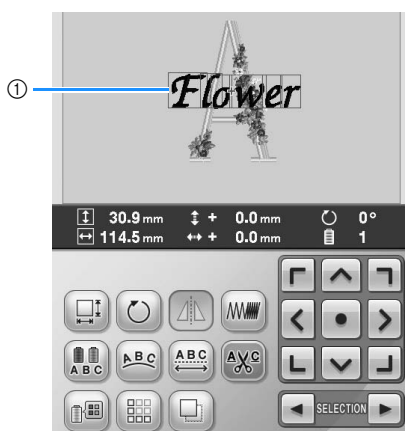 ①
A
Flower
30.9 mm + 0.0 mm 0°
114.5 mm + 0.0 mm 1
ABC ABC ABC A C
SELECTION